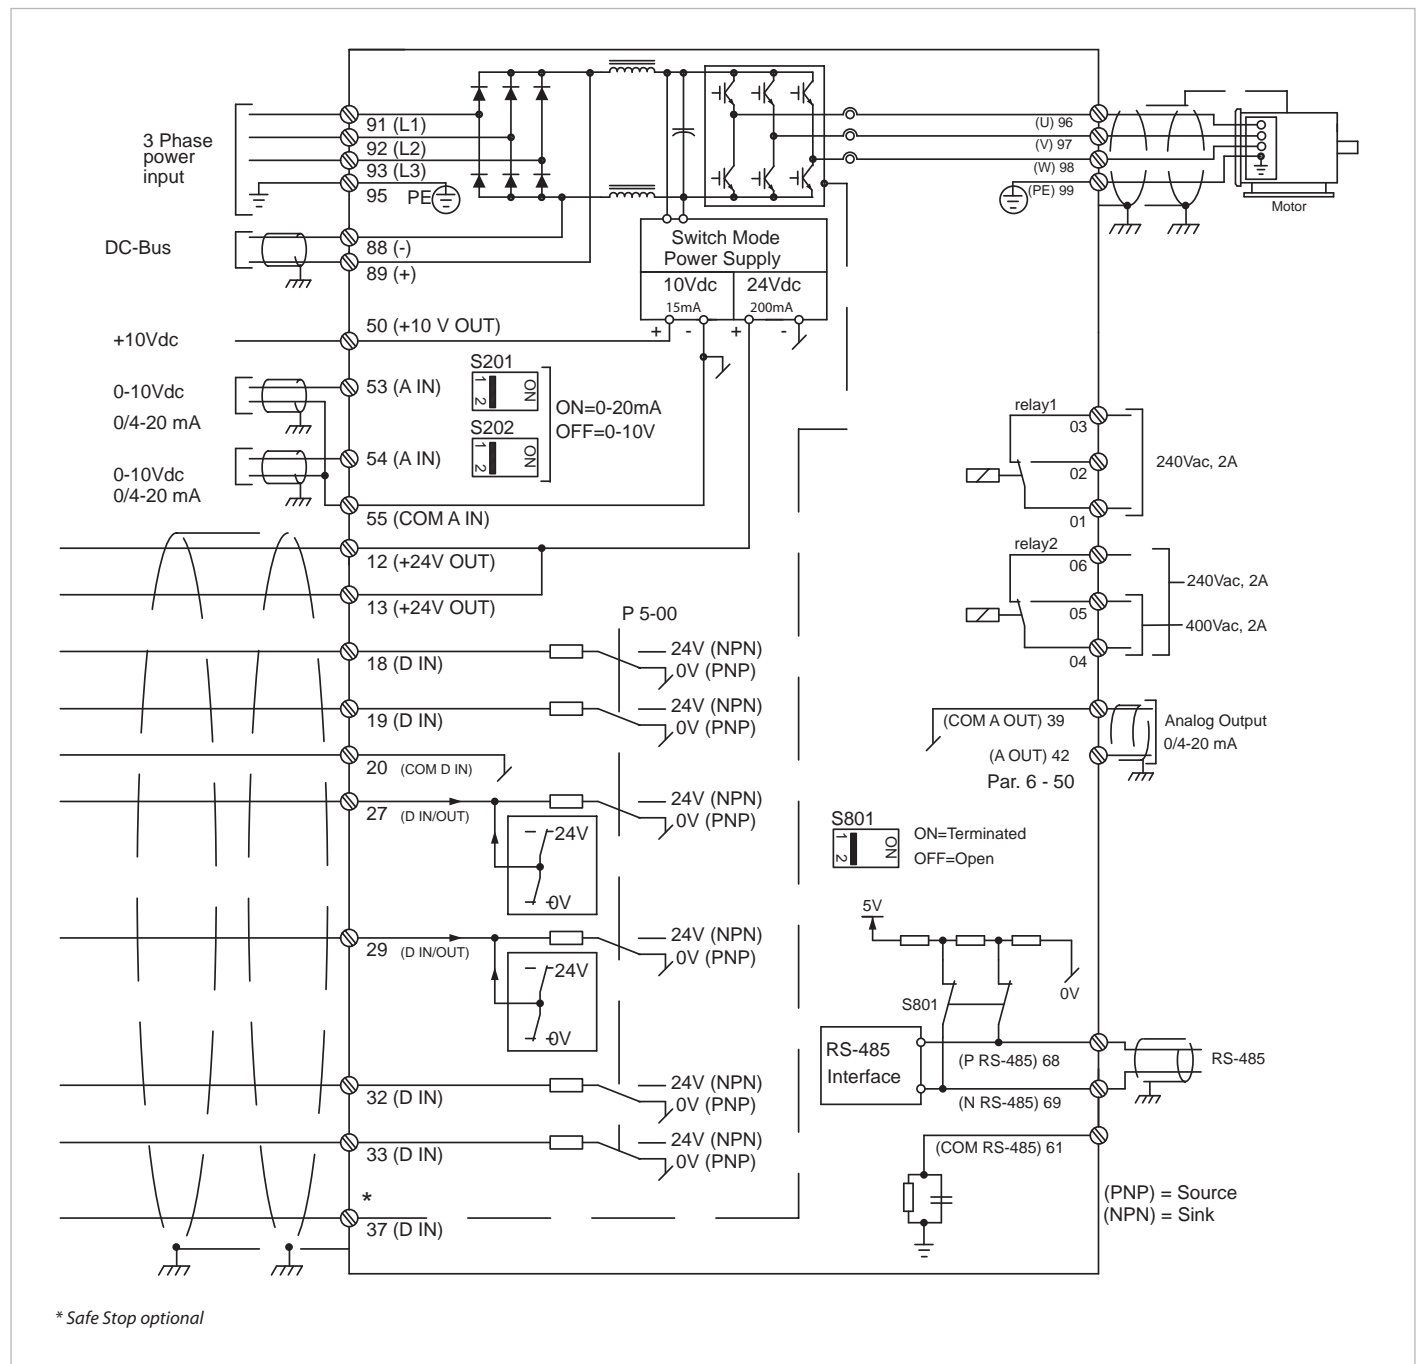 3 Phase
power
input
91 (L1)
92 (L2)
93 (L3)
95
PE
DC-Bus
88 (-)
89 (+)
+10Vdc
50 (+10 V OUT)
0-10Vdc
0/4-20 mA
53 (A IN)
0-10Vdc
0/4-20 mA
54 (A IN)
55 (COM A IN)
12 (+24V OUT)
13 (+24V OUT)
18 (D IN)
19 (D IN)
20 (COM D IN)
27 (D IN/OUT)
29 (D IN/OUT)
32 (D IN)
33 (D IN)
*
37 (D IN)
Switch Mode
Power Supply
10Vdc
15mA
24Vdc
200mA
+ - + -
S201
1 2 ON
S202
1 2 ON
ON=0-20mA
OFF=0-10V
P 5-00
24V (NPN)
0V (PNP)
24V (NPN)
0V (PNP)
24V (NPN)
0V (PNP)
24V
0V
24V (NPN)
0V (PNP)
24V
0V
24V (NPN)
0V (PNP)
24V (NPN)
0V (PNP)
(U) 96
(V) 97
(W) 98
(PE) 99
Motor
relay1
03
02
01
240Vac, 2A
relay2
06
05
04
240Vac, 2A
400Vac, 2A
(COM A OUT) 39
(A OUT) 42
Par. 6 - 50
Analog Output
0/4-20 mA
S801
1 2 ON
ON=Terminated
OFF=Open
5V
0V
S801
RS-485
Interface
(P RS-485) 68
(N RS-485) 69
(COM RS-485) 61
RS-485
(PNP) = Source
(NPN) = Sink
* Safe Stop optional